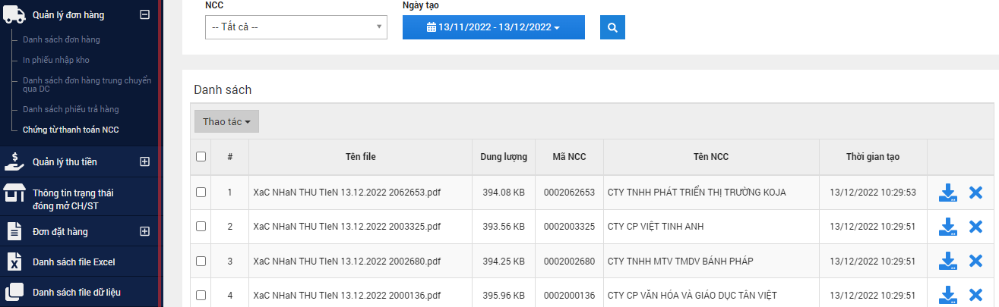 Quản lý đơn hàng
Danh sách đơn hàng
In phiếu nhập kho
Danh sách đơn hàng trung chuyển
qua DC
Danh sách phiếu trả hàng
Chứng từ thanh toán NCC
Quản lý thu tiền
Thông tin trạng thái
đóng mở CH/ST
Đơn đặt hàng
Danh sách file Excel
Danh sách file dữ liệu
NCC Ngày tạo
-- Tất cả -- 13/11/2022 - 13/12/2022
Danh sách
Thao tác
# Tên file Dung lượng Mã NCC Tên NCC Thời gian tạo
1 XaC NHaN THU TIeN 13.12.2022 2062653.pdf 394.08 KB 0002062653 CTY TNHH PHÁT TRIỂN THỊ TRƯỜNG KOJA 13/12/2022 10:29:53
2 XaC NHaN THU TIeN 13.12.2022 2003325.pdf 393.56 KB 0002003325 CTY CP VIỆT TINH ANH 13/12/2022 10:29:51
3 XaC NHaN THU TIeN 13.12.2022 2002680.pdf 394.25 KB 0002002680 CTY TNHH MTV TMDV BÁNH PHÁP 13/12/2022 10:29:51
4 XaC NHaN THU TIeN 13.12.2022 2000136.pdf 395.96 KB 0002000136 CTY CP VĂN HÓA VÀ GIÁO DỤC TÂN VIỆT 13/12/2022 10:29:51